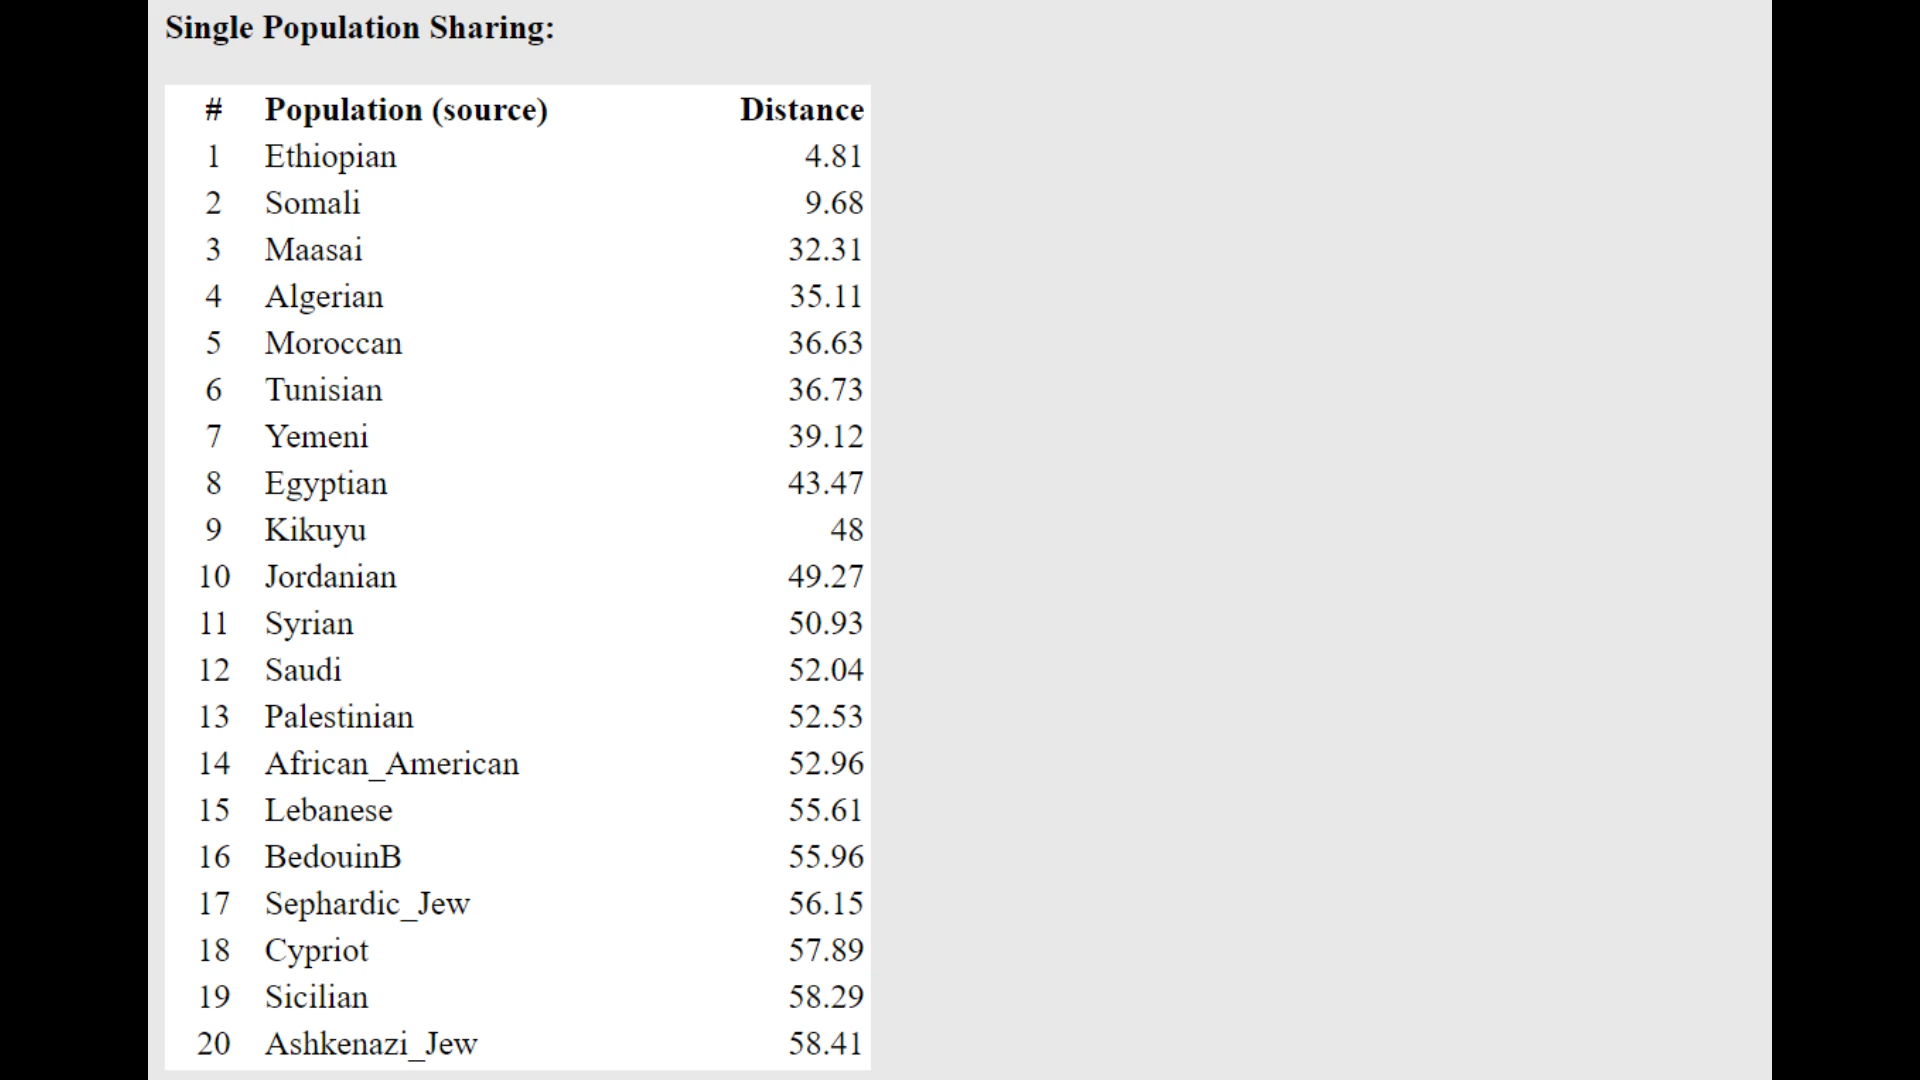 Single Population Sharing:
# Population (source) Distance
1 Ethiopian 4.81
2 Somali 9.68
3 Maasai 32.31
4 Algerian 35.11
5 Moroccan 36.63
6 Tunisian 36.73
7 Yemeni 39.12
8 Egyptian 43.47
9 Kikuyu 48
10 Jordanian 49.27
11 Syrian 50.93
12 Saudi 52.04
13 Palestinian 52.53
14 African_American 52.96
15 Lebanese 55.61
16 BedouinB 55.96
17 Sephardic_Jew 56.15
18 Cypriot 57.89
19 Sicilian 58.29
20 Ashkenazi_Jew 58.41